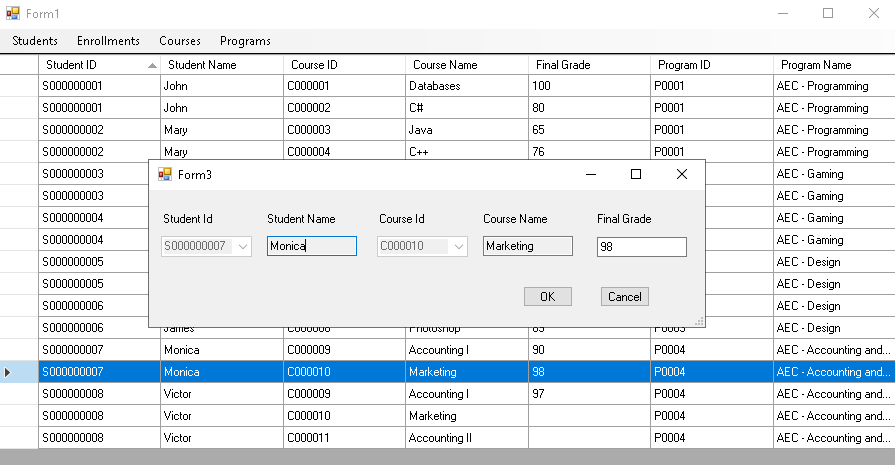 Form1
Students Enrollments Courses Programs
Student ID Student Name Course ID Course Name Final Grade Program ID Program Name
S000000001 John C000001 Databases 100 P0001 AEC - Programming
S000000001 John C000002 C# 80 P0001 AEC - Programming
S000000002 Mary C000003 Java 65 P0001 AEC - Programming
S000000002 Mary C000004 C++ 76 P0001 AEC - Programming
S000000003 AEC - Gaming
S000000003 AEC - Gaming
S000000004 AEC - Gaming
S000000004 AEC - Gaming
S000000005 AEC - Design
S000000005 AEC - Design
S000000006 AEC - Design
S000000006 James C000008 Photoshop P0003 AEC - Design
Form3
Student Id Student Name Course Id Course Name Final Grade
S000000007 Monica C000010 Marketing 98
OK Cancel
S000000007 Monica C000009 Accounting I 90 P0004 AEC - Accounting and...
S000000007 Monica C000010 Marketing 98 P0004 AEC - Accounting and...
S000000008 Victor C000009 Accounting I 97 P0004 AEC - Accounting and...
S000000008 Victor C000010 Marketing P0004 AEC - Accounting and...
S000000008 Victor C000011 Accounting II P0004 AEC - Accounting and...